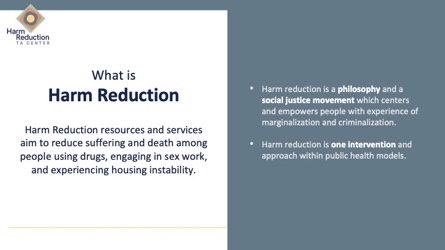 Harm
Reduction
TA CENTER
What is
Harm Reduction
Harm Reduction resources and services
aim to reduce suffering and death among
people using drugs, engaging in sex work,
and experiencing housing instability.
• Harm reduction is a philosophy and a
social justice movement which centers
and empowers people with experience of
marginalization and criminalization.
• Harm reduction is one intervention and
approach within public health models.